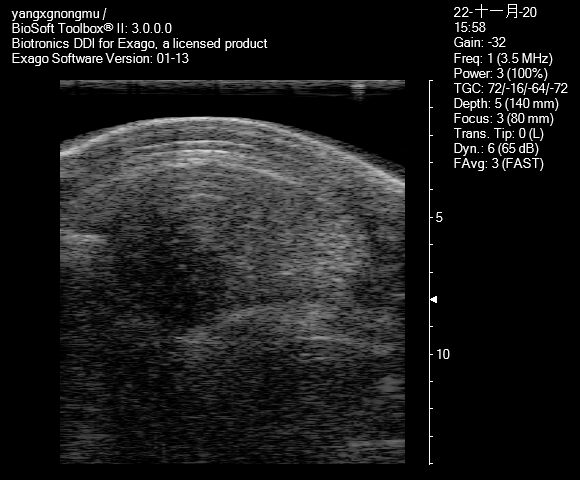 yangxgnongmu /
BioSoft Toolbox® II: 3.0.0.0
Biotronics DDI for Exago, a licensed product
Exago Software Version: 01-13
22-十一月-20
15:58
Gain: -32
Freq: 1 (3.5 MHz)
Power: 3 (100%)
TGC: 72/-16/-64/-72
Depth: 5 (140 mm)
Focus: 3 (80 mm)
Trans. Tip: 0 (L)
Dyn.: 6 (65 dB)
FAvg: 3 (FAST)
5
10